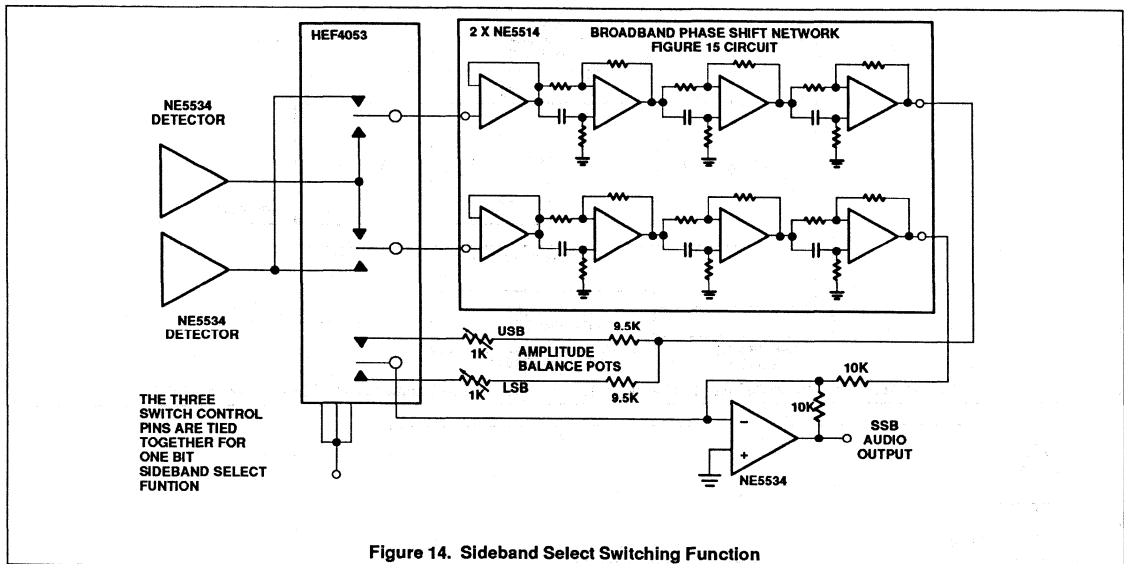 HEF4053
2 X NE5514
BROADBAND PHASE SHIFT NETWORK
FIGURE 15 CIRCUIT
NE5534
DETECTOR
NE5534
DETECTOR
USB
1K
9.5K
AMPLITUDE
BALANCE POTS
1K
LSB
9.5K
10K
10K
THE THREE
SWITCH CONTROL
PINS ARE TIED
TOGETHER FOR
ONE BIT
SIDEBAND SELECT
FUNTION
−
+
NE5534
SSB
AUDIO
OUTPUT
Figure 14. Sideband Select Switching Function